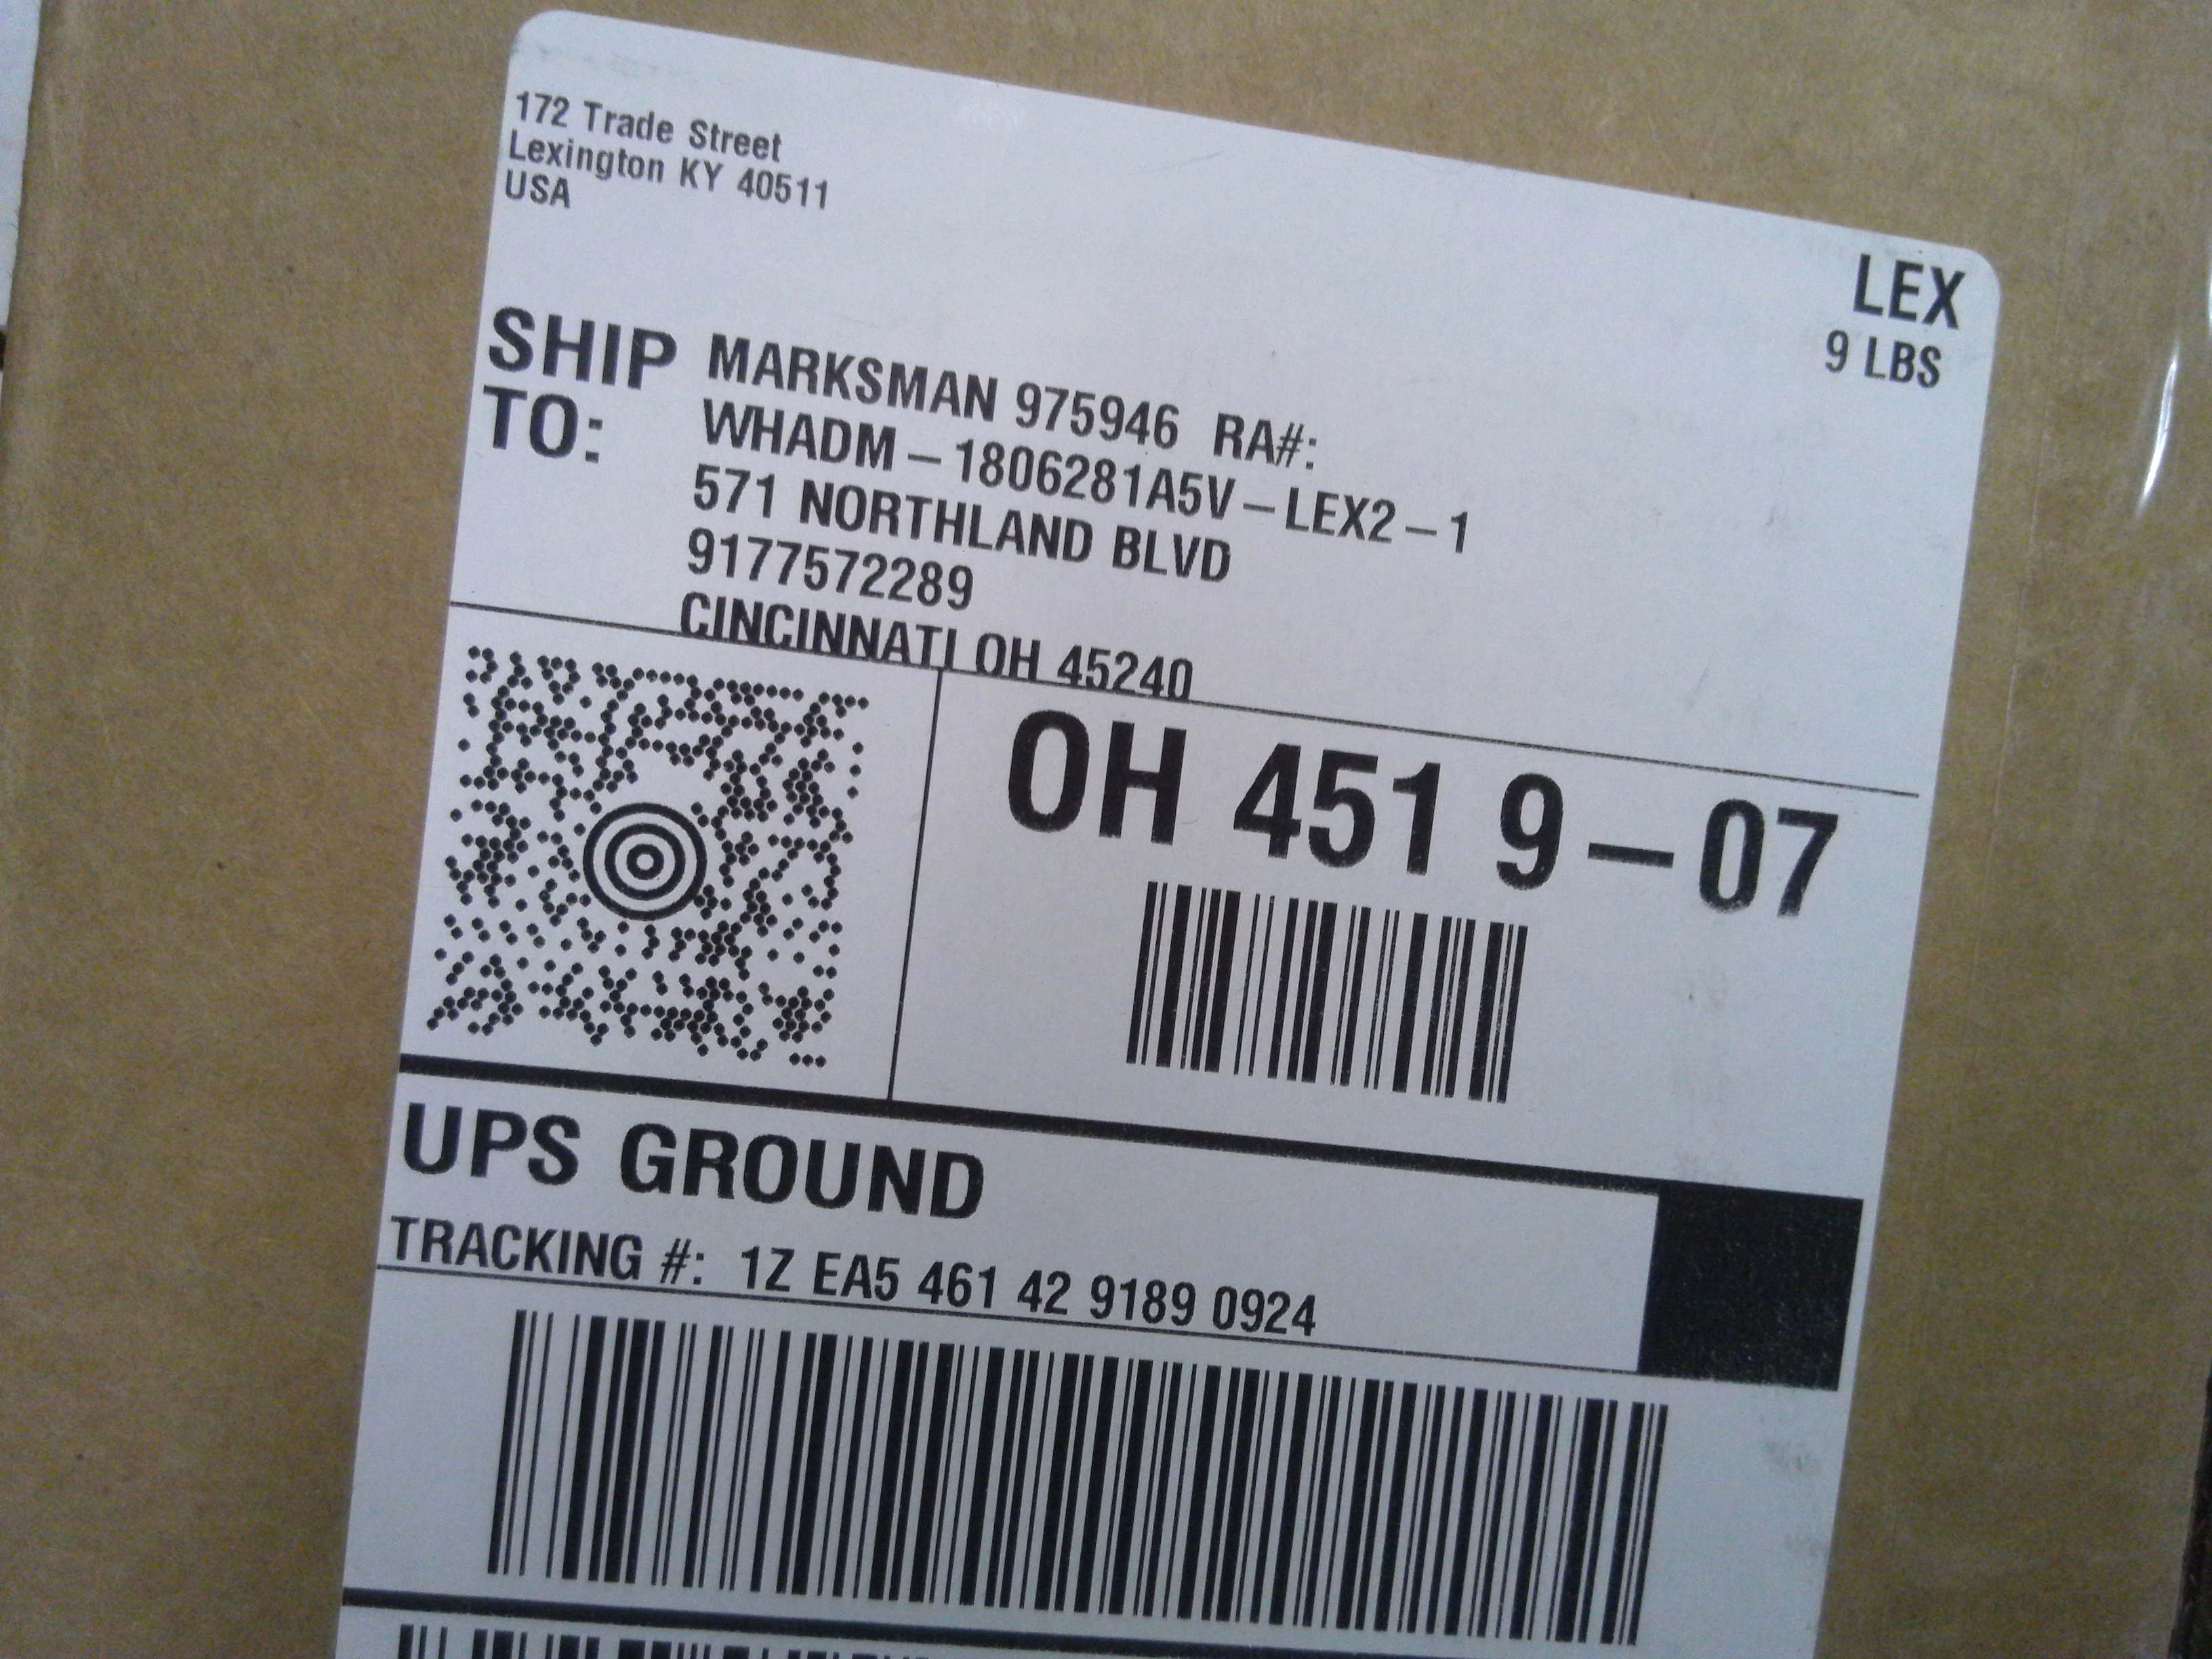 172 Trade Street
Lexington KY 40511
USA
LEX
9 LBS
SHIP TO:
MARKSMAN 975946 RA#:
WHADM – 1806281A5V – LEX2 – 1
571 NORTHLAND BLVD
9177572289
CINCINNATI OH 45240
OH 451 9 – 07
UPS GROUND
TRACKING #: 1Z EA5 461 42 9189 0924